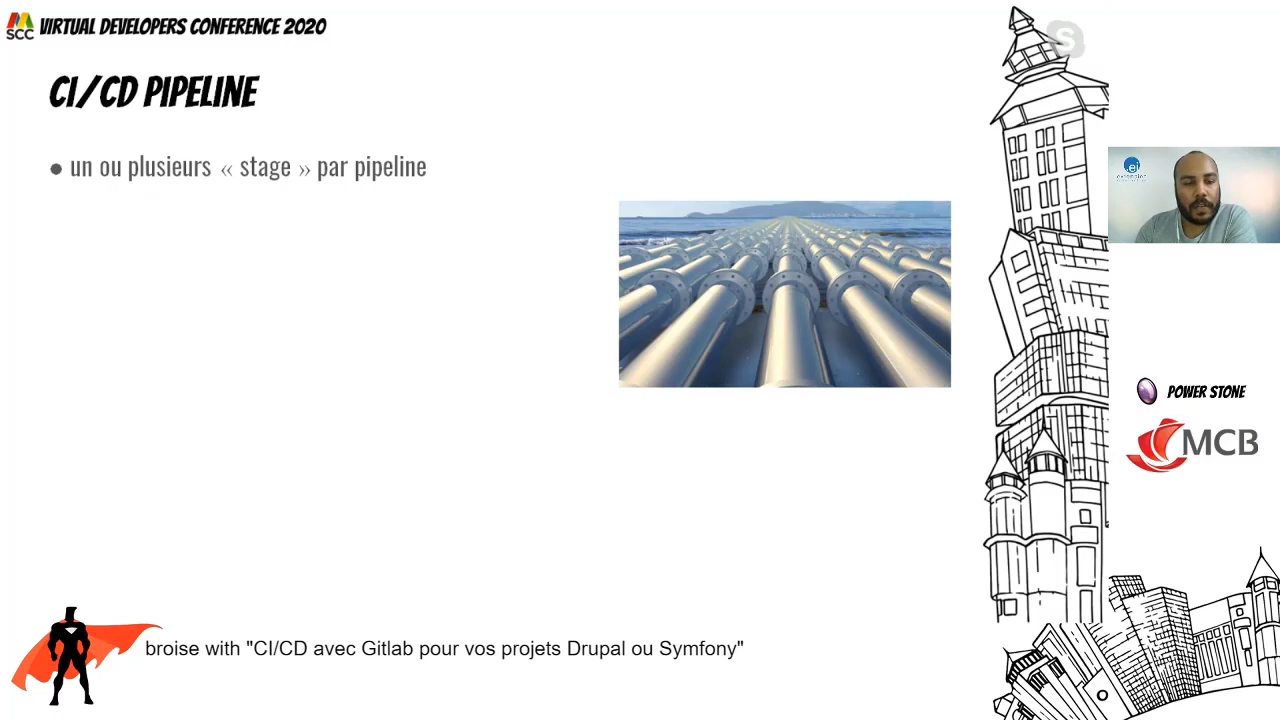 SCC VIRTUAL DEVELOPERS CONFERENCE 2020
CI/CD PIPELINE
● un ou plusieurs « stage » par pipeline
S
ei
POWER STONE
MCB
broise with "CI/CD avec Gitlab pour vos projets Drupal ou Symfony"